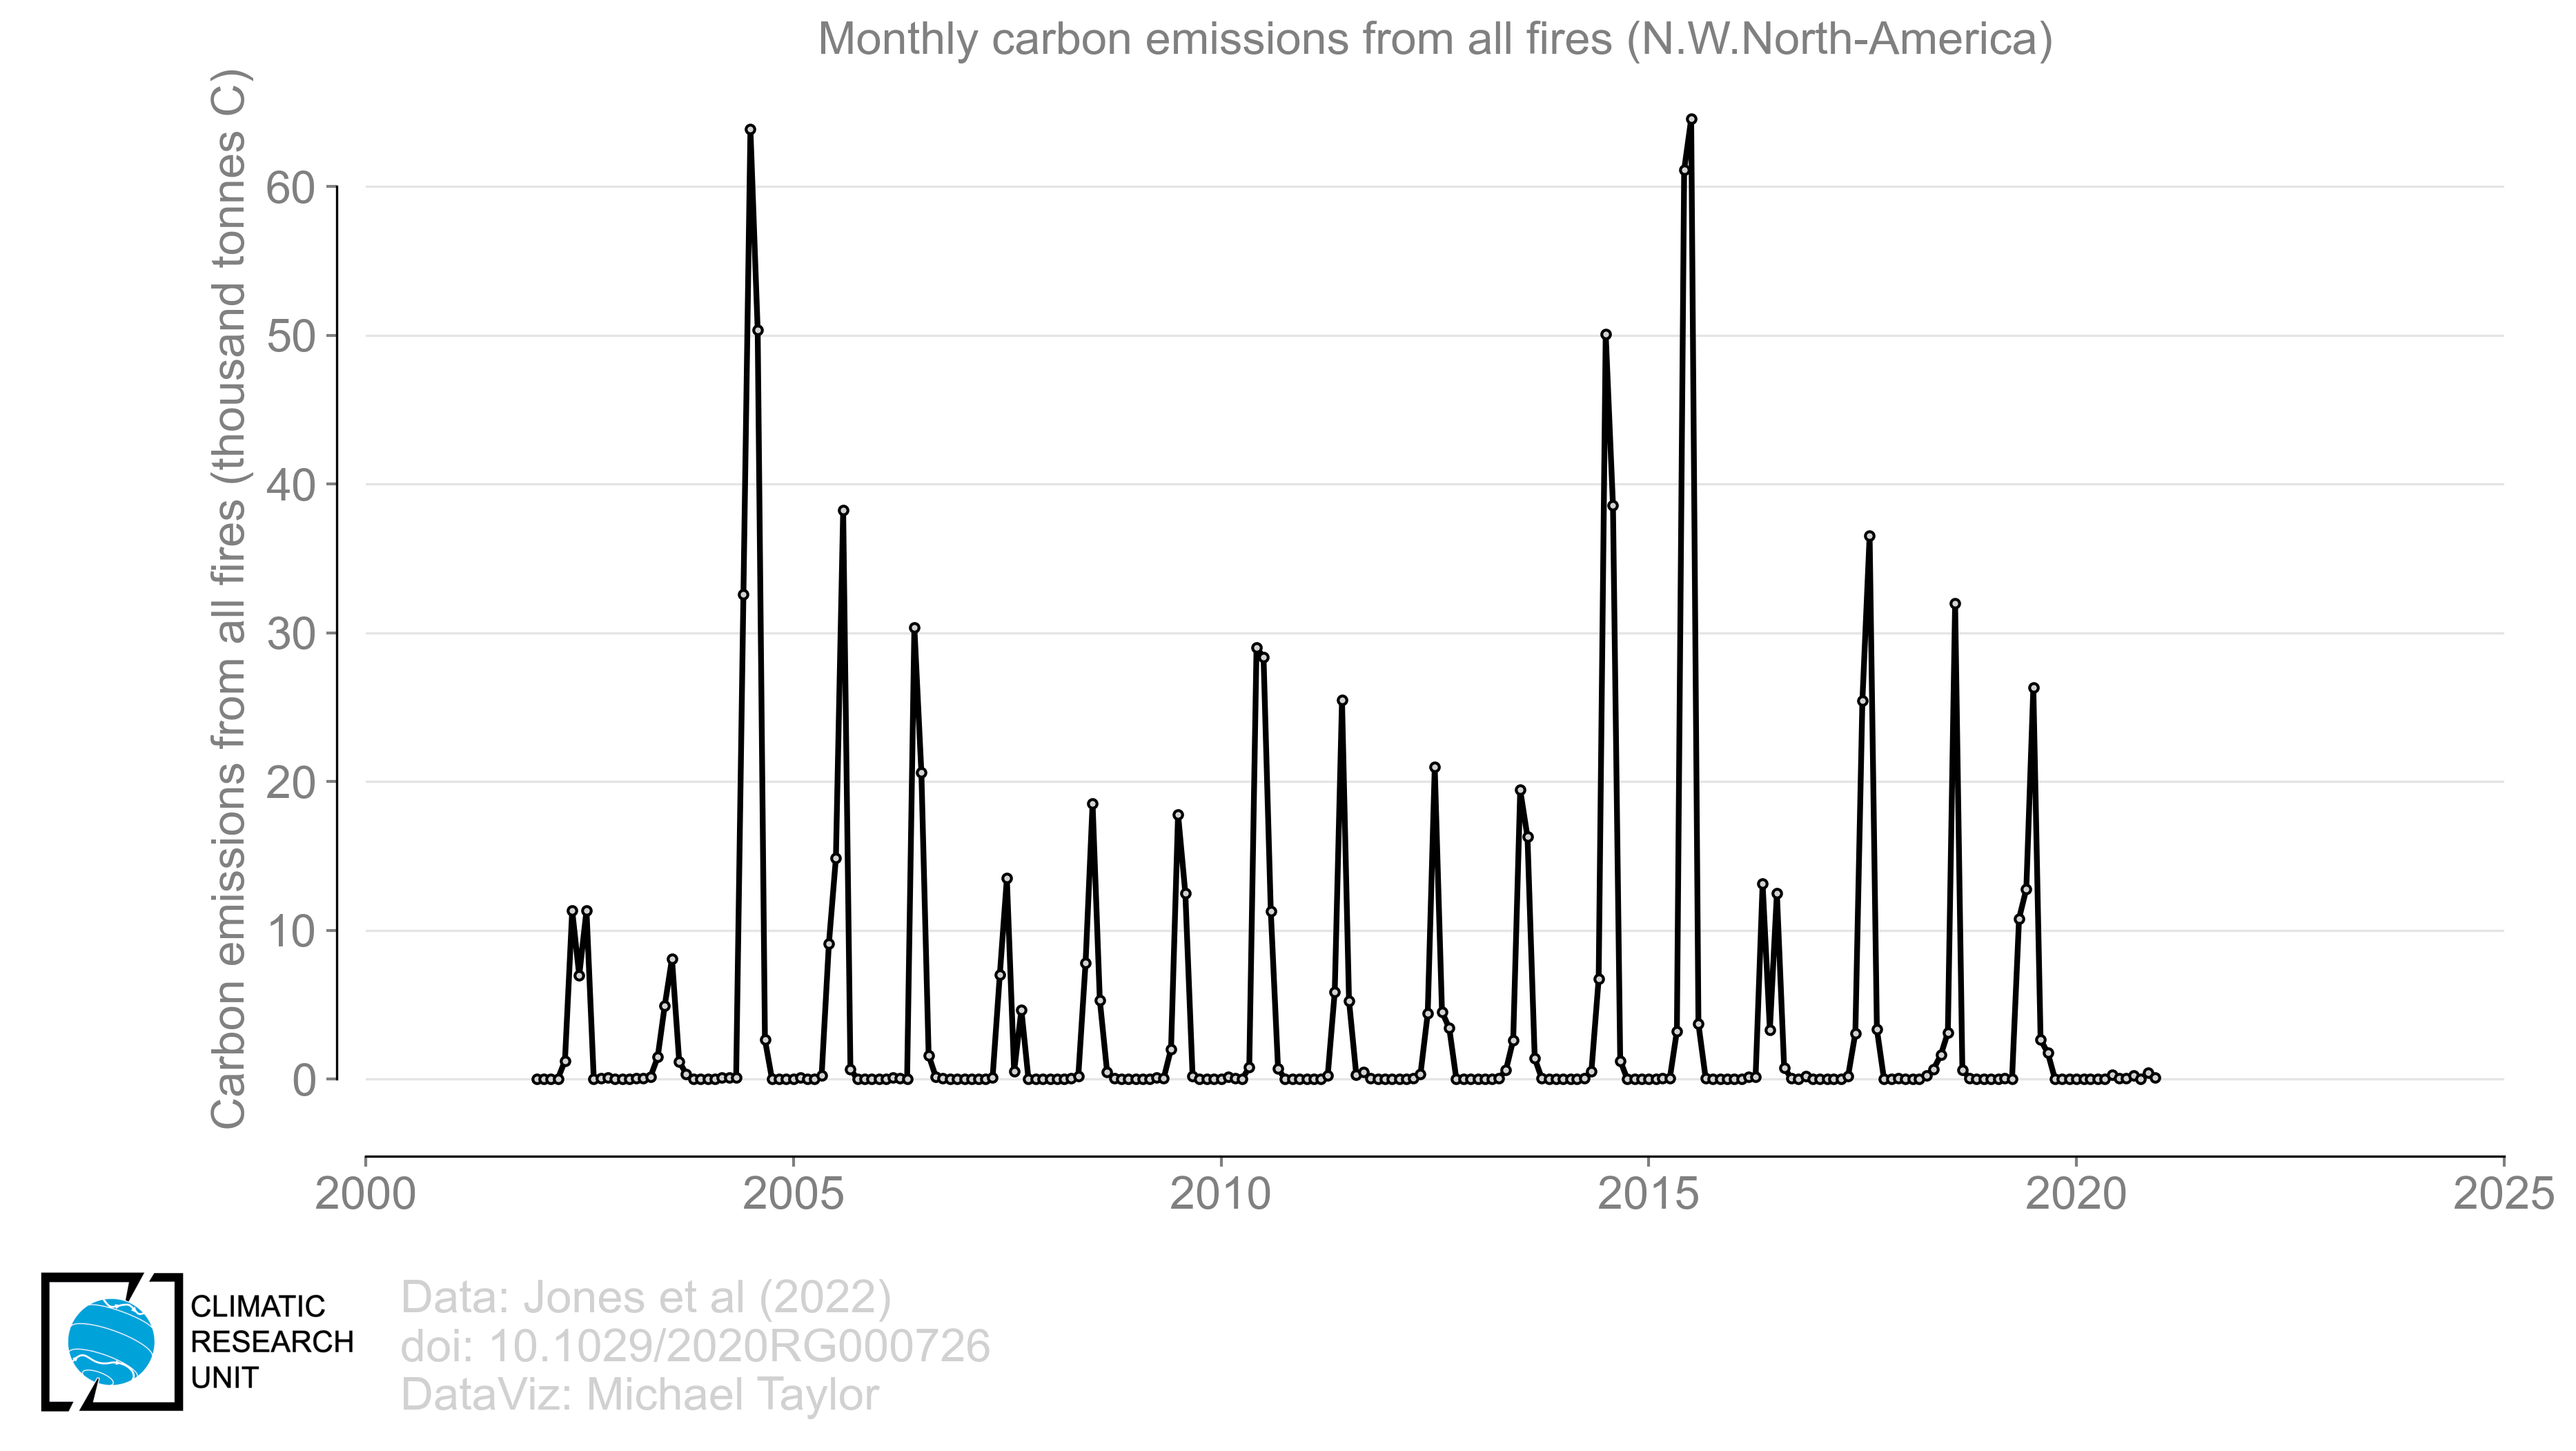 Monthly carbon emissions from all fires (N.W.North-America)
Carbon emissions from all fires (thousand tonnes C)
60
50
40
30
20
10
0
2000
2005
2010
2015
2020
2025
CLIMATIC
RESEARCH
UNIT
Data: Jones et al (2022)
doi: 10.1029/2020RG000726
DataViz: Michael Taylor